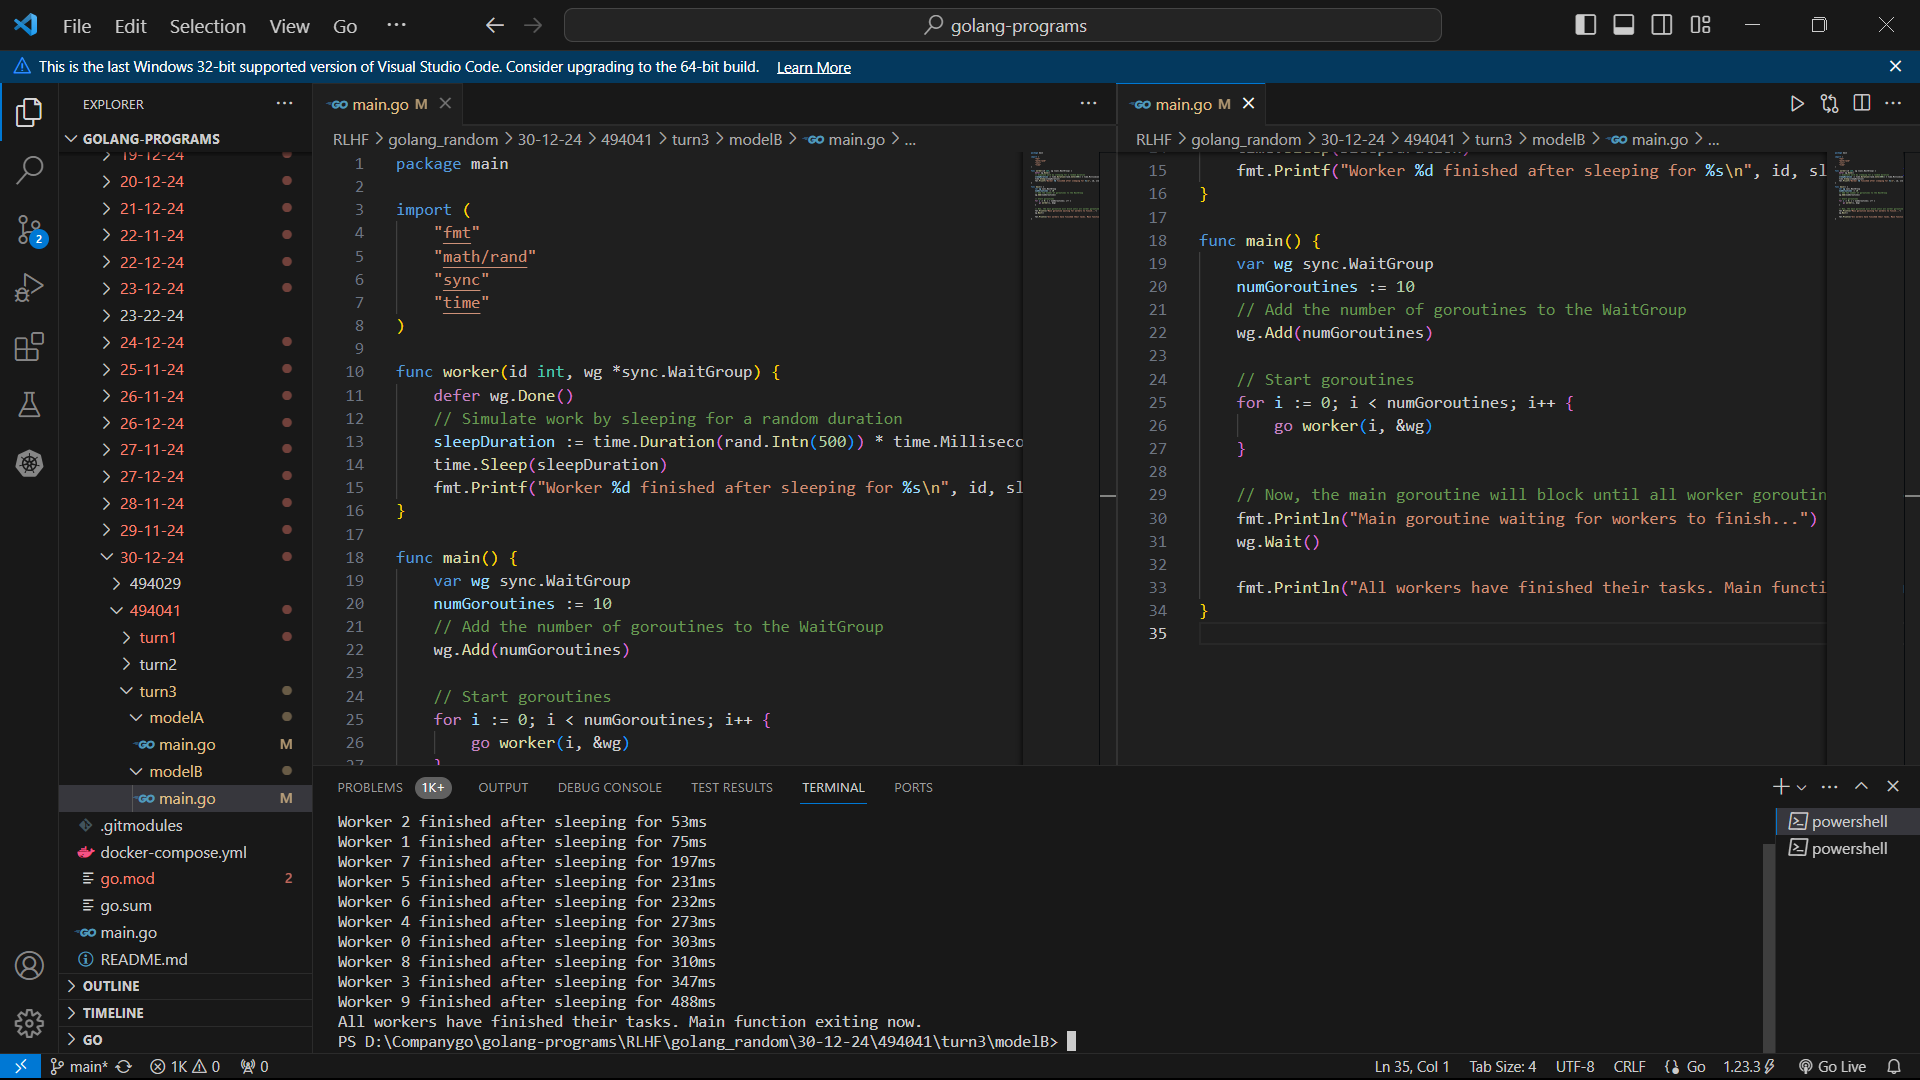 File Edit Selection View Go ···
golang-programs
This is the last Windows 32-bit supported version of Visual Studio Code. Consider upgrading to the 64-bit build. Learn More
EXPLORER
GOLANG-PROGRAMS
19-12-24
20-12-24
21-12-24
22-11-24
22-12-24
23-12-24
23-22-24
24-12-24
25-11-24
26-11-24
26-12-24
27-11-24
27-12-24
28-11-24
29-11-24
30-12-24
494029
494041
turn1
turn2
turn3
modelA
main.go M
modelB
main.go M
.gitmodules
docker-compose.yml
go.mod 2
go.sum
main.go
README.md
OUTLINE
TIMELINE
GO
2
main.go M
RLHF > golang_random > 30-12-24 > 494041 > turn3 > modelB > main.go > ...
1 package main
2
3 import (
4 "fmt"
5 "math/rand"
6 "sync"
7 "time"
8 )
9
10 func worker(id int, wg *sync.WaitGroup) {
11 defer wg.Done()
12 // Simulate work by sleeping for a random duration
13 sleepDuration := time.Duration(rand.Intn(500)) * time.Milliseco
14 time.Sleep(sleepDuration)
15 fmt.Printf("Worker %d finished after sleeping for %s\n", id, sl
16 }
17
18 func main() {
19 var wg sync.WaitGroup
20 numGoroutines := 10
21 // Add the number of goroutines to the WaitGroup
22 wg.Add(numGoroutines)
23
24 // Start goroutines
25 for i := 0; i < numGoroutines; i++ {
26 go worker(i, &wg)
27 }
main.go M
RLHF > golang_random > 30-12-24 > 494041 > turn3 > modelB > main.go > ...
15 fmt.Printf("Worker %d finished after sleeping for %s\n", id, sl
16 }
17
18 func main() {
19 var wg sync.WaitGroup
20 numGoroutines := 10
21 // Add the number of goroutines to the WaitGroup
22 wg.Add(numGoroutines)
23
24 // Start goroutines
25 for i := 0; i < numGoroutines; i++ {
26 go worker(i, &wg)
27 }
28
29 // Now, the main goroutine will block until all worker goroutin
30 fmt.Println("Main goroutine waiting for workers to finish...")
31 wg.Wait()
32
33 fmt.Println("All workers have finished their tasks. Main functi
34 }
35
PROBLEMS 1K+ OUTPUT DEBUG CONSOLE TEST RESULTS TERMINAL PORTS
Worker 2 finished after sleeping for 53ms
Worker 1 finished after sleeping for 75ms
Worker 7 finished after sleeping for 197ms
Worker 5 finished after sleeping for 231ms
Worker 6 finished after sleeping for 232ms
Worker 4 finished after sleeping for 273ms
Worker 0 finished after sleeping for 303ms
Worker 8 finished after sleeping for 310ms
Worker 3 finished after sleeping for 347ms
Worker 9 finished after sleeping for 488ms
All workers have finished their tasks. Main function exiting now.
PS D:\Companygo\golang-programs\RLHF\golang_random\30-12-24\494041\turn3\modelB>
powershell
powershell
main* 1K 0 0 Ln 35, Col 1 Tab Size: 4 UTF-8 CRLF Go 1.23.3 Go Live